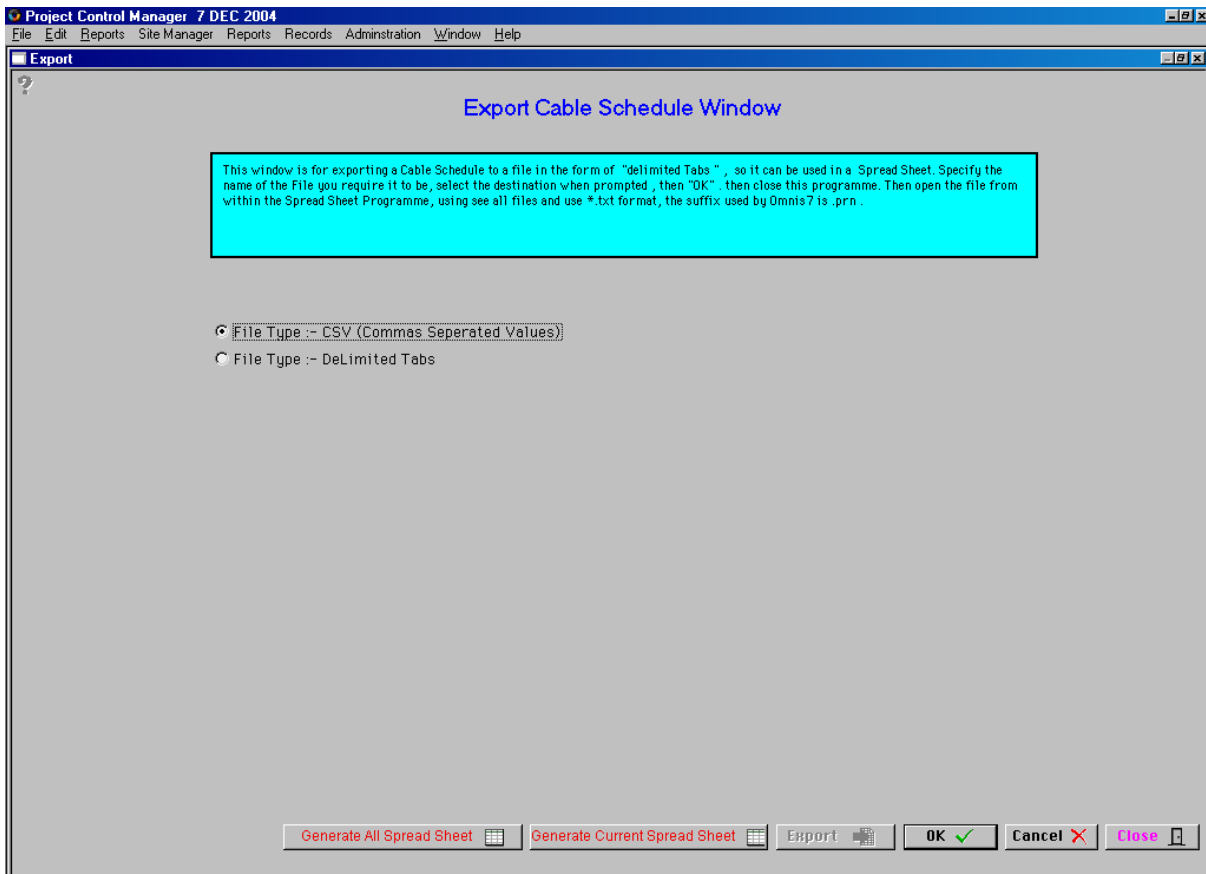 Project Control Manager 7 DEC 2004
File Edit Reports Site Manager Reports Records Adminstration Window Help
Export
?
Export Cable Schedule Window
This window is for exporting a Cable Schedule to a file in the form of "delimited Tabs " , so it can be used in a Spread Sheet. Specify the
name of the File you require it to be, select the destination when prompted , then "OK" . then close this programme. Then open the file from
within the Spread Sheet Programme, using see all files and use *.txt format, the suffix used by Omnis7 is .prn .
File Type :- CSV (Commas Seperated Values)
File Type :- DeLimited Tabs
Generate All Spread Sheet Generate Current Spread Sheet Export OK Cancel Close